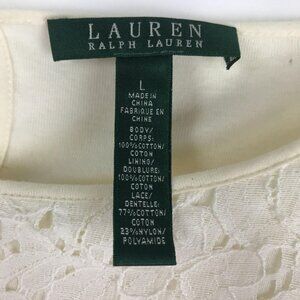 LAUREN
RALPH LAUREN
L
MADE IN
CHINA
FABRIQUE EN
CHINE
BODY/
CORPS:
100%COTTON/
COTON
LINING/
DOUBLURE:
100%COTTON/
COTON
LACE/
DENTELLE:
77%COTTON/
COTON
23%NYLON/
POLYAMIDE